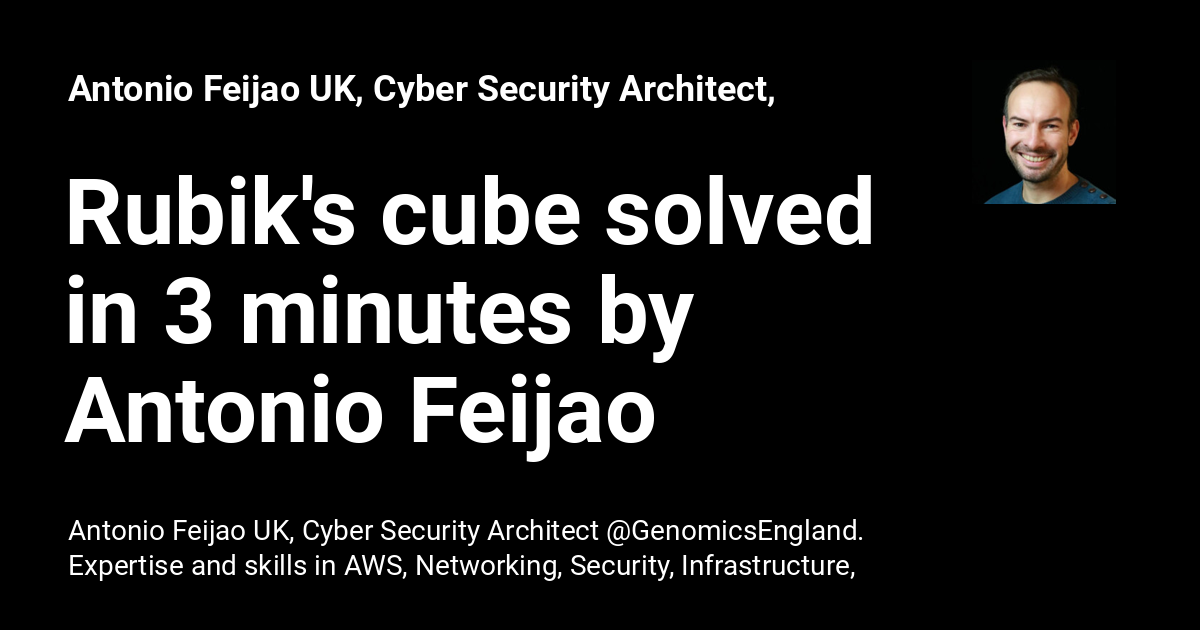 Antonio Feijao UK, Cyber Security Architect,
Rubik's cube solved
in 3 minutes by
Antonio Feijao
Antonio Feijao UK, Cyber Security Architect @GenomicsEngland.
Expertise and skills in AWS, Networking, Security, Infrastructure,